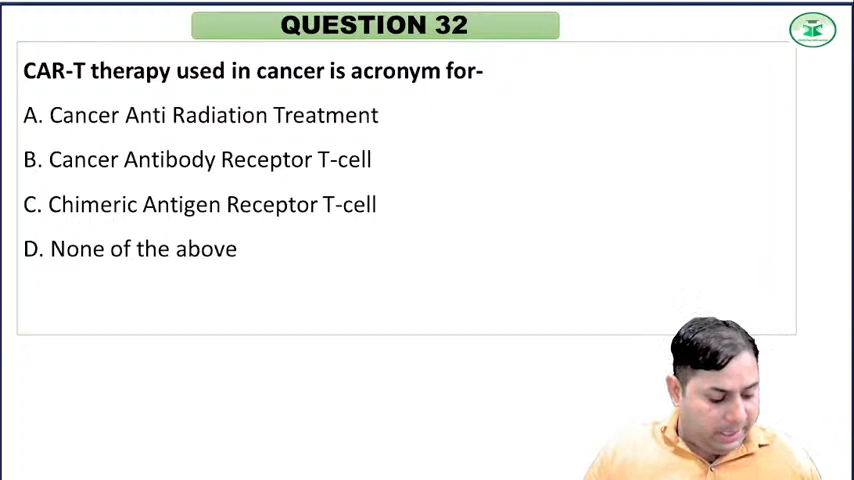 QUESTION 32
CAR-T therapy used in cancer is acronym for-
A. Cancer Anti Radiation Treatment
B. Cancer Antibody Receptor T-cell
C. Chimeric Antigen Receptor T-cell
D. None of the above